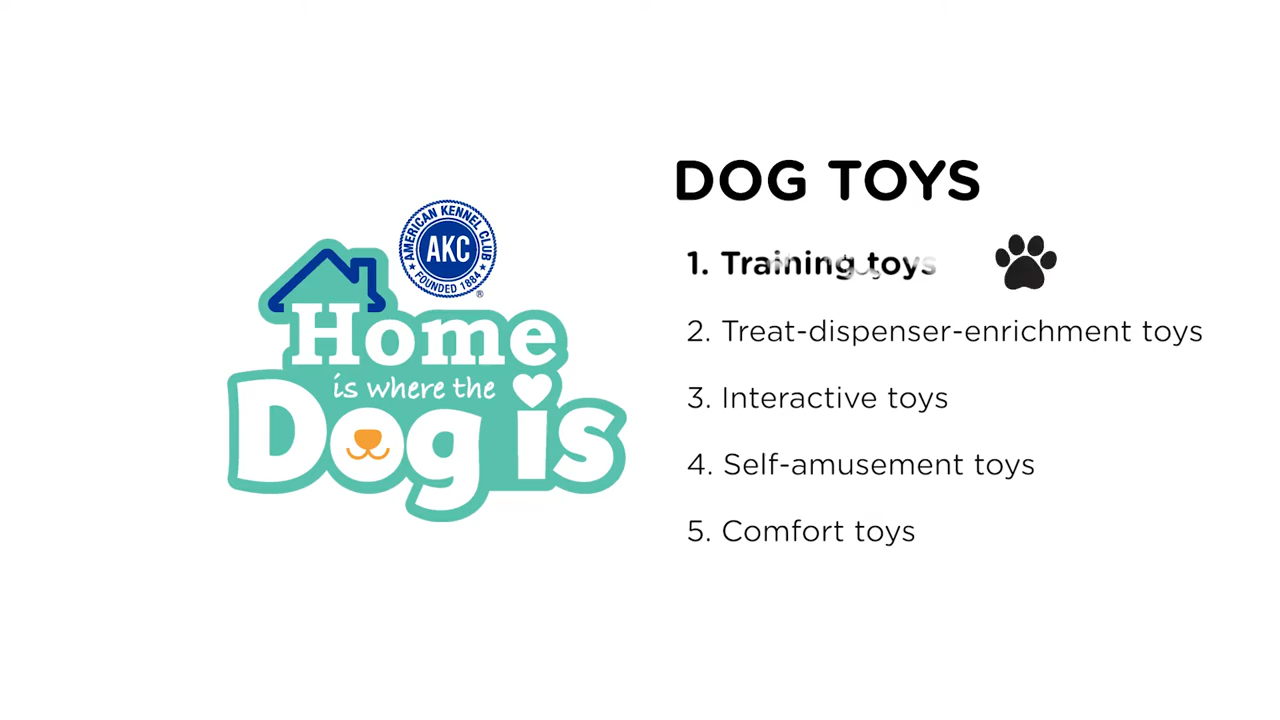 AMERICAN KENNEL CLUB
AKC
FOUNDED 1884
®
Home
is where the
Dog is
DOG TOYS
1. Training toys
2. Treat-dispenser-enrichment toys
3. Interactive toys
4. Self-amusement toys
5. Comfort toys